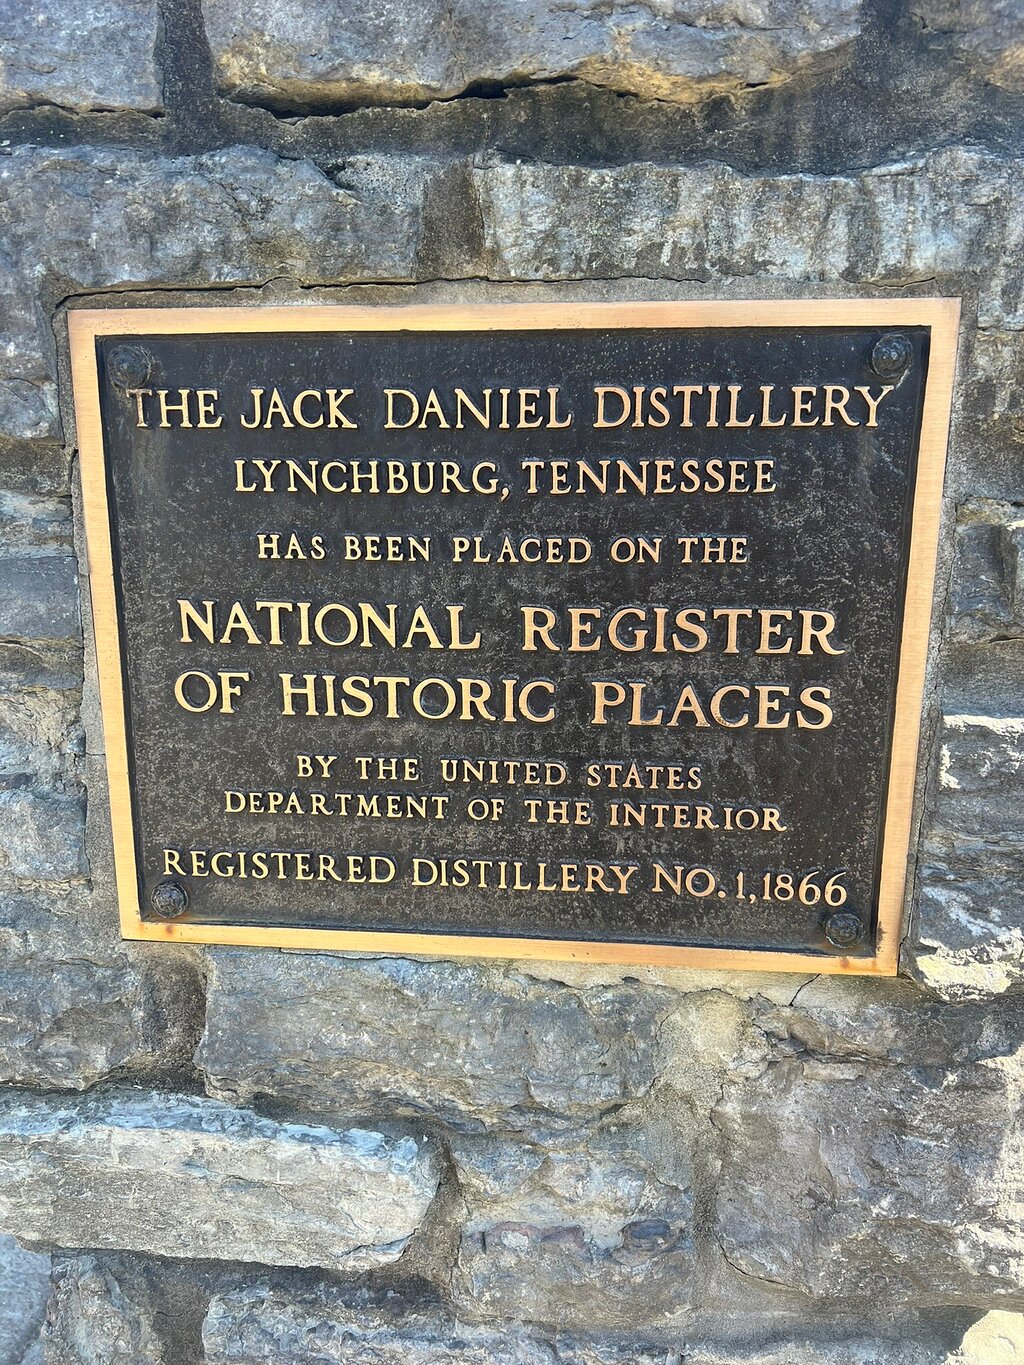 THE JACK DANIEL DISTILLERY
LYNCHBURG, TENNESSEE
HAS BEEN PLACED ON THE
NATIONAL REGISTER
OF HISTORIC PLACES
BY THE UNITED STATES
DEPARTMENT OF THE INTERIOR
REGISTERED DISTILLERY NO. 1, 1866